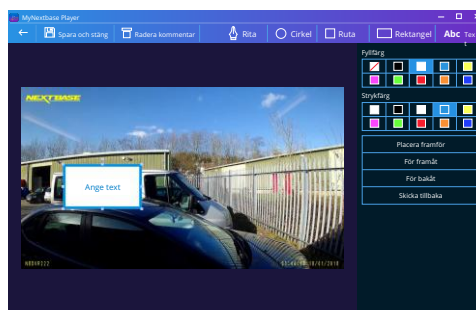 MyNextbase Player
Spara och stäng
Radera kommentar
Rita
Cirkel
Ruta
Rektangel
Abc
Tex
t
Fyllfärg
Strykfärg
Placera framför
För framåt
För bakåt
Skicka tillbaka
NEXTBASE
Ange text